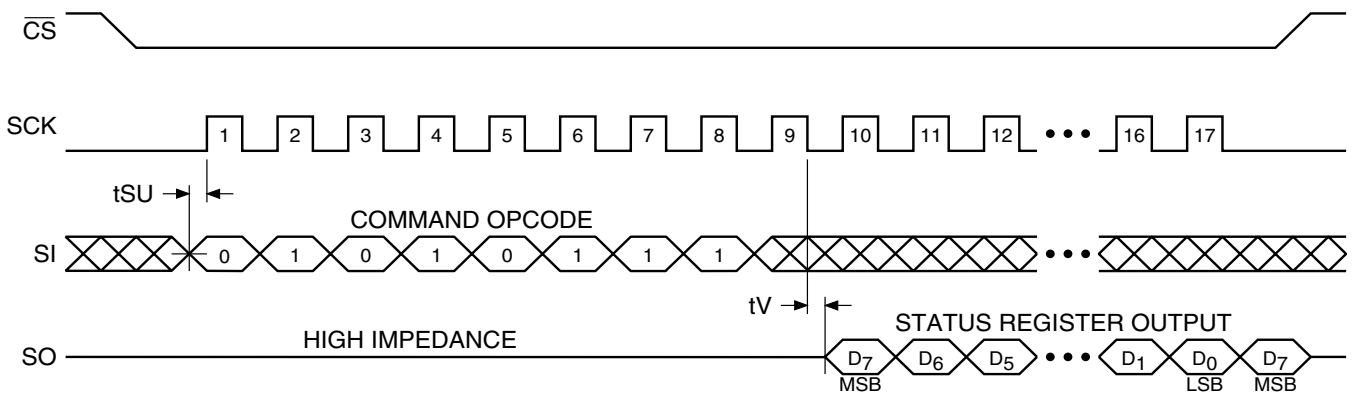 CS
SCK 1 2 3 4 5 6 7 8 9 10 11 12 ••• 16 17
tSU
COMMAND OPCODE
SI 0 1 0 1 0 1 1 1 •••
tV
HIGH IMPEDANCE STATUS REGISTER OUTPUT
SO D7 D6 D5 ••• D1 D0 D7
MSB LSB MSB